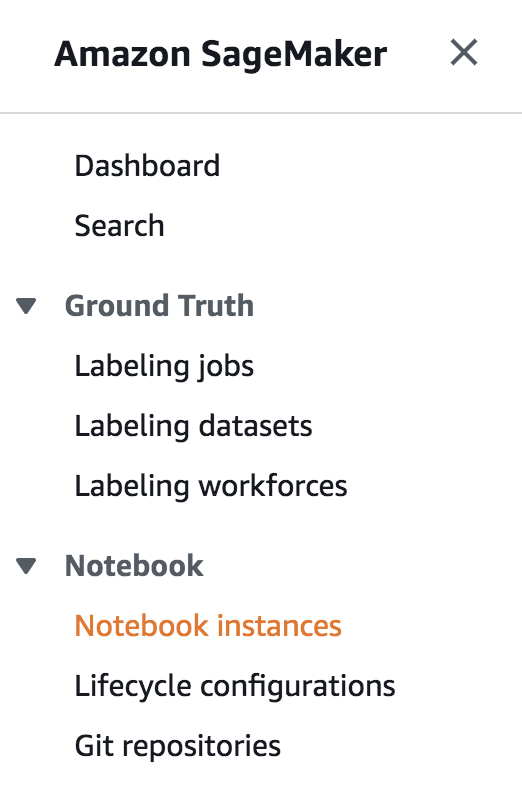 Amazon SageMaker
Dashboard
Search
Ground Truth
Labeling jobs
Labeling datasets
Labeling workforces
Notebook
Notebook instances
Lifecycle configurations
Git repositories